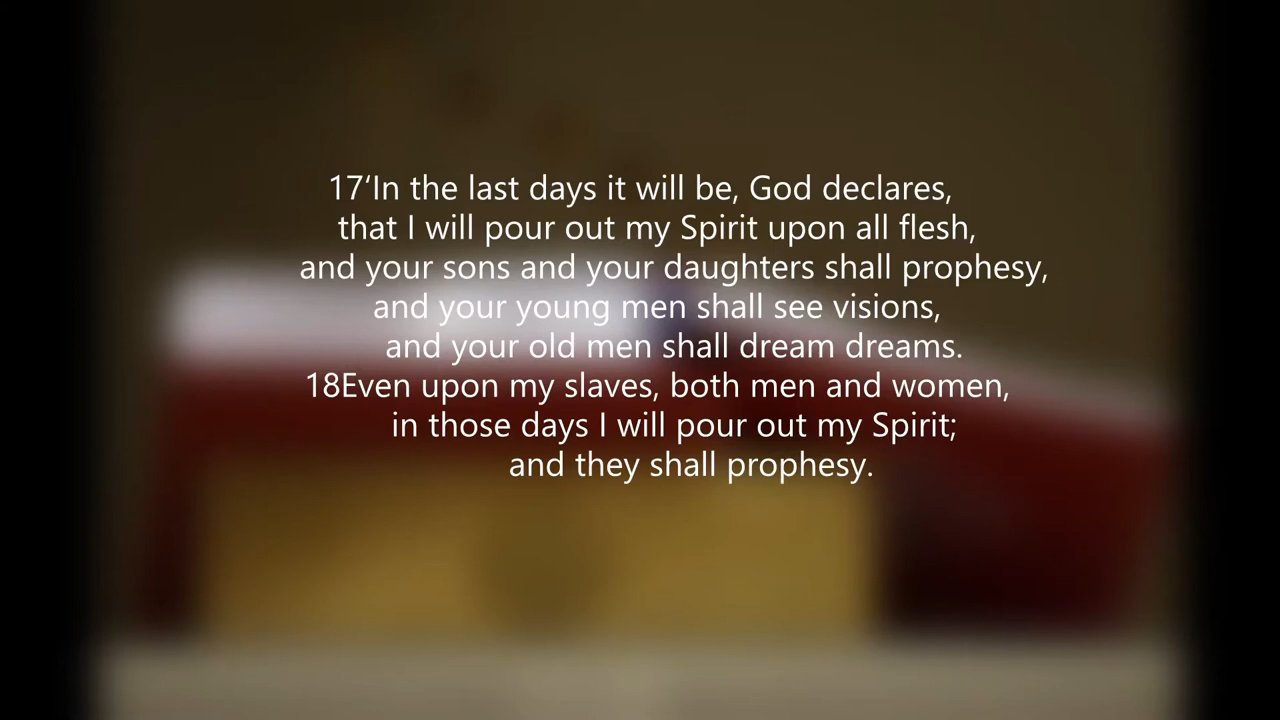 17‘In the last days it will be, God declares,
that I will pour out my Spirit upon all flesh,
and your sons and your daughters shall prophesy,
and your young men shall see visions,
and your old men shall dream dreams.
18Even upon my slaves, both men and women,
in those days I will pour out my Spirit;
and they shall prophesy.